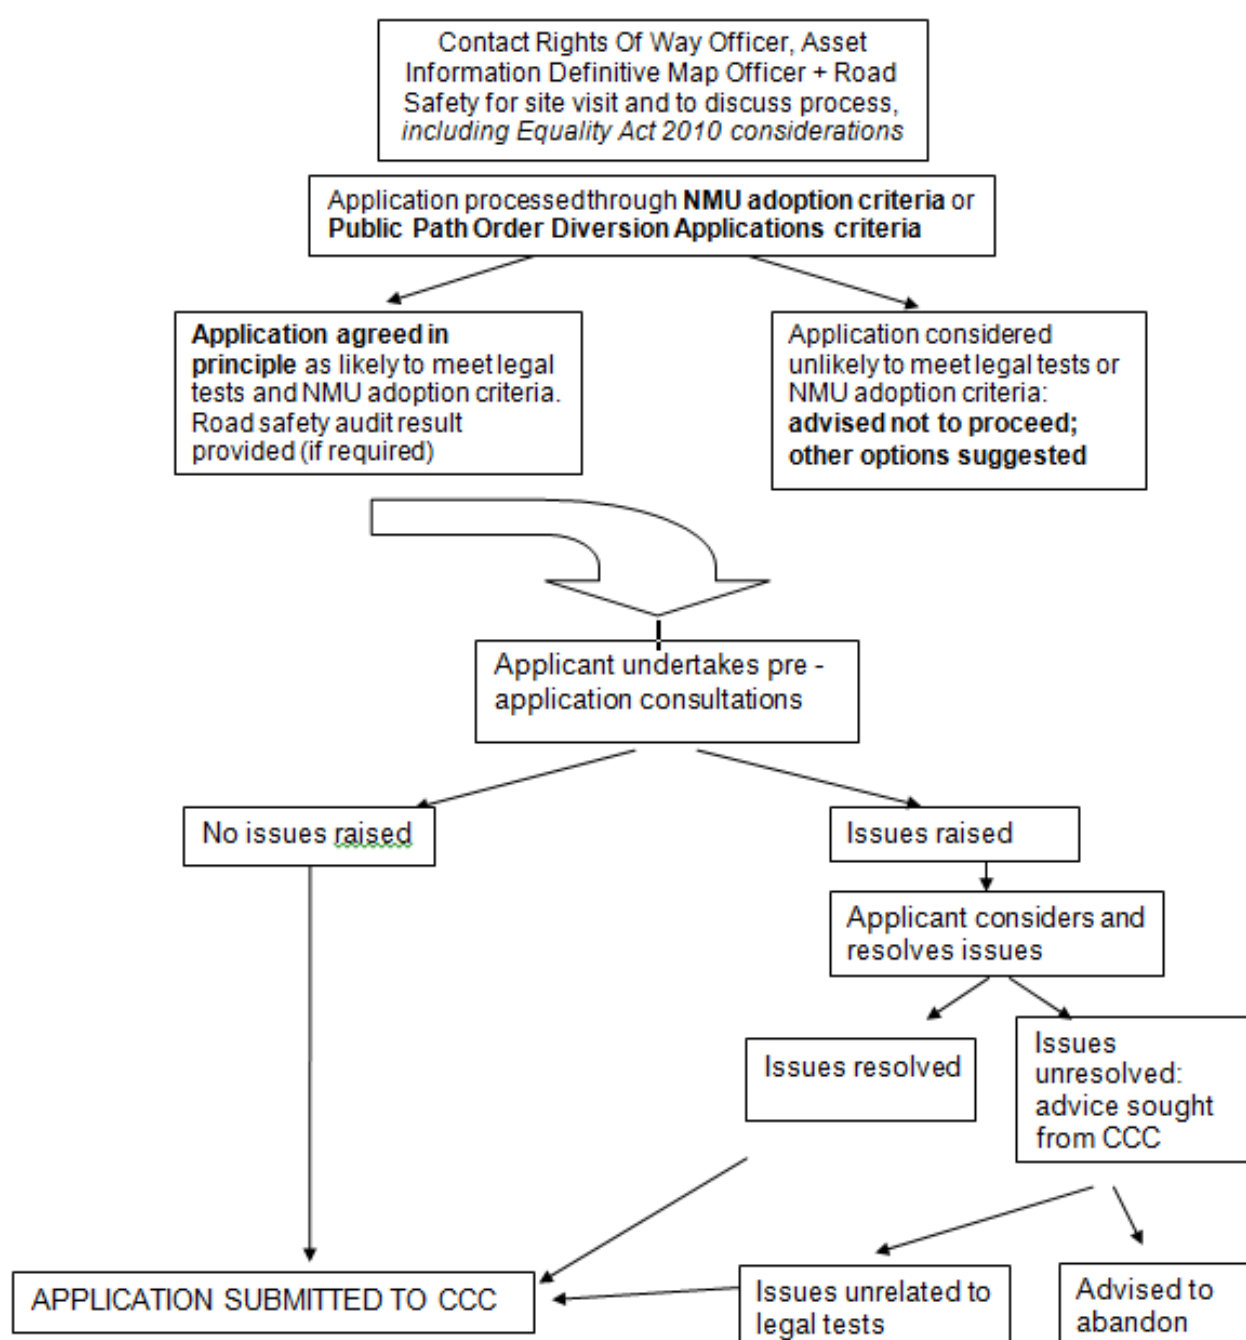 Contact Rights Of Way Officer, Asset
Information Definitive Map Officer + Road
Safety for site visit and to discuss process,
including Equality Act 2010 considerations
Application processed through NMU adoption criteria or
Public Path Order Diversion Applications criteria
Application agreed in
principle as likely to meet legal
tests and NMU adoption criteria.
Road safety audit result
provided (if required)
Application considered
unlikely to meet legal tests or
NMU adoption criteria:
advised not to proceed;
other options suggested
Applicant undertakes pre -
application consultations
No issues raised
Issues raised
Applicant considers and
resolves issues
Issues resolved
Issues
unresolved:
advice sought
from CCC
APPLICATION SUBMITTED TO CCC
Issues unrelated to
legal tests
Advised to
abandon